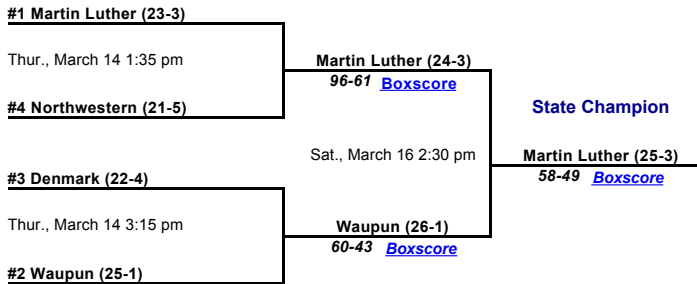 #1 Martin Luther (23-3)
Thur., March 14 1:35 pm
Martin Luther (24-3)
96-61 Boxscore
#4 Northwestern (21-5)
State Champion
Sat., March 16 2:30 pm
Martin Luther (25-3)
58-49 Boxscore
#3 Denmark (22-4)
Thur., March 14 3:15 pm
Waupun (26-1)
60-43 Boxscore
#2 Waupun (25-1)